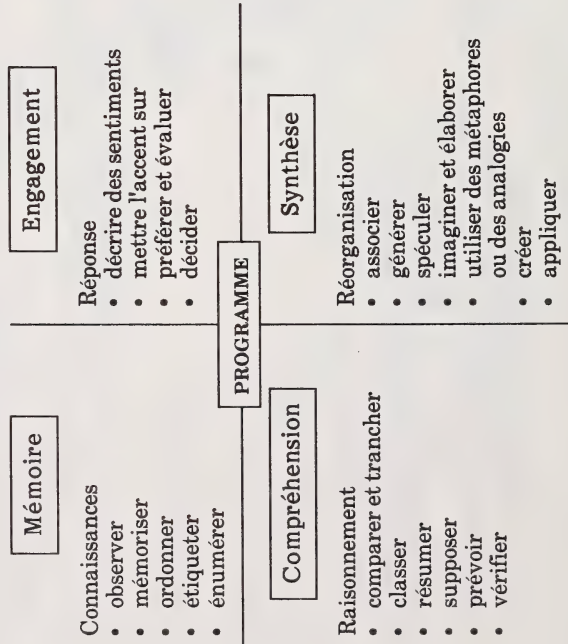 Mémoire
Connaissances
• observer
• mémoriser
• ordonner
• étiqueter
• énumérer
Engagement
Réponse
• décrire des sentiments
• mettre l'accent sur
• préférer et évaluer
• décider
PROGRAMME
Compréhension
Raisonnement
• comparer et trancher
• classer
• résumer
• supposer
• prévoir
• vérifier
Synthèse
Réorganisation
• associer
• générer
• spéculer
• imaginer et élaborer
• utiliser des métaphores
ou des analogies
• créer
• appliquer